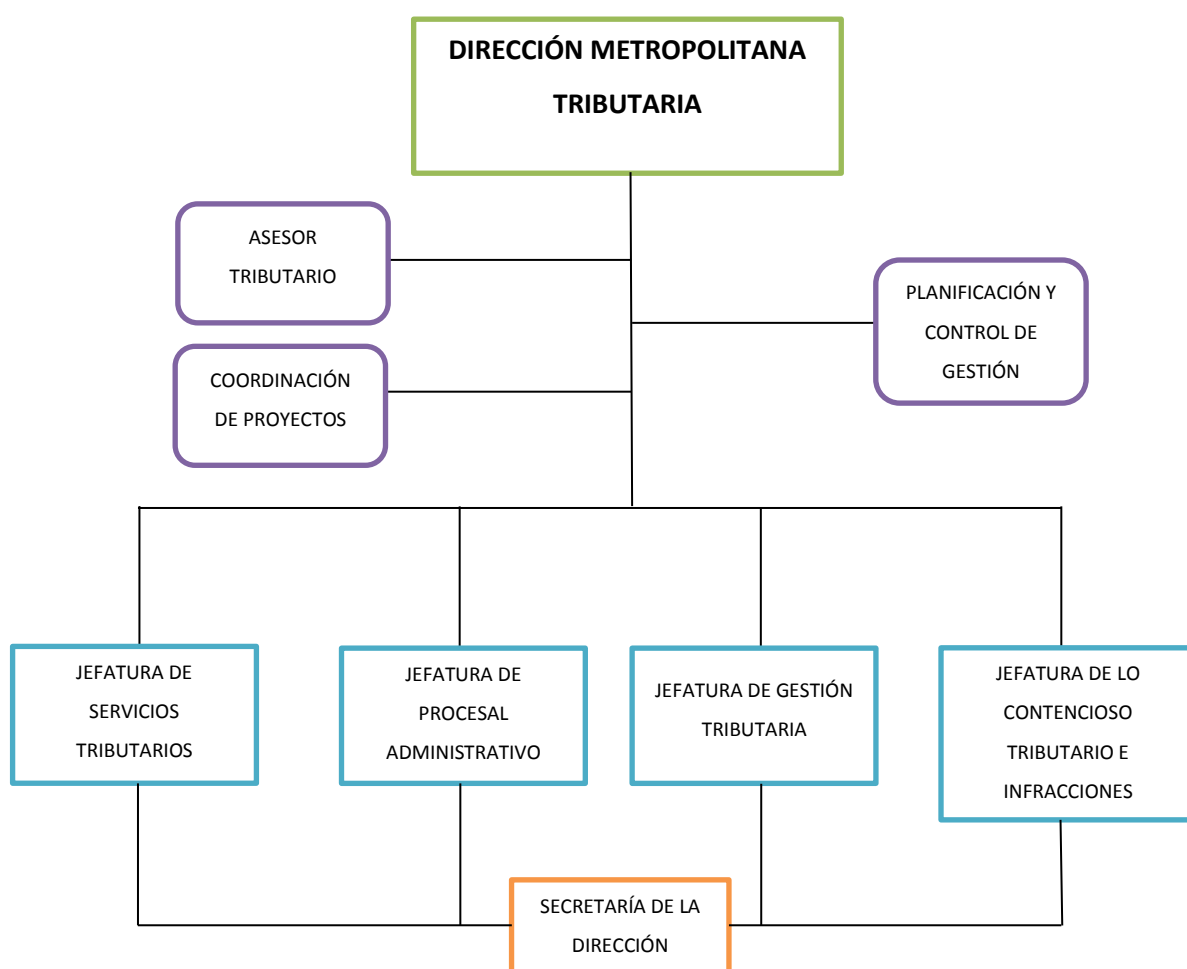 DIRECCIÓN METROPOLITANA
TRIBUTARIA
ASESOR
TRIBUTARIO
PLANIFICACIÓN Y
CONTROL DE
GESTIÓN
COORDINACIÓN
DE PROYECTOS
JEFATURA DE
SERVICIOS
TRIBUTARIOS
JEFATURA DE
PROCESAL
ADMINISTRATIVO
JEFATURA DE GESTIÓN
TRIBUTARIA
JEFATURA DE LO
CONTENCIOSO
TRIBUTARIO E
INFRACCIONES
SECRETARÍA DE LA
DIRECCIÓN